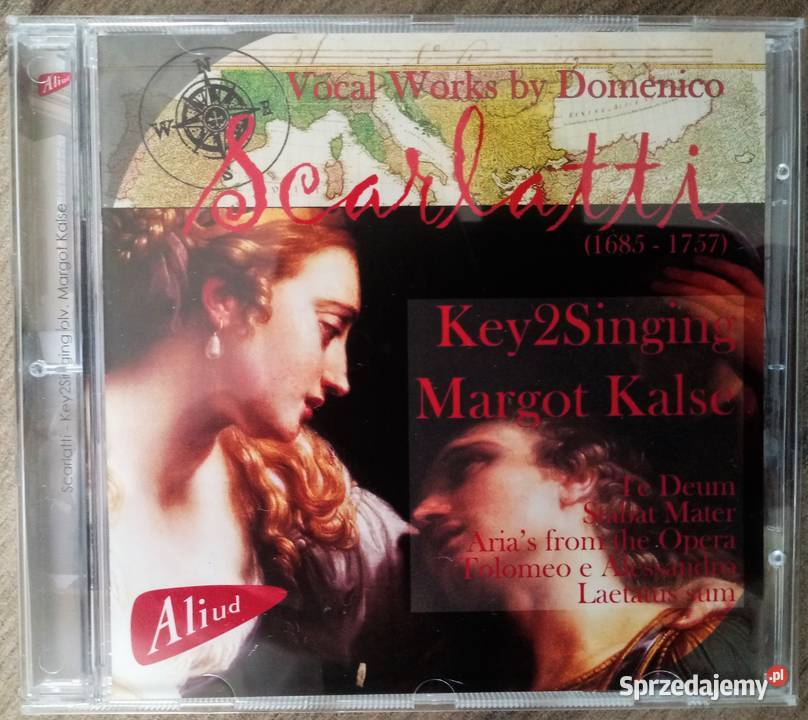 Aliud
Scarlatti - Key2Singing olv. Margot Kalse
N
W
E
S
Vocal Works by Domenico
Scarlatti
(1685 - 1757)
Key2Singing
Margot Kalse
Te Deum
Stabat Mater
Aria's from the Opera
Tolomeo e Alessandro
Laetatus sum
Aliud
Sprzedajemy.pl